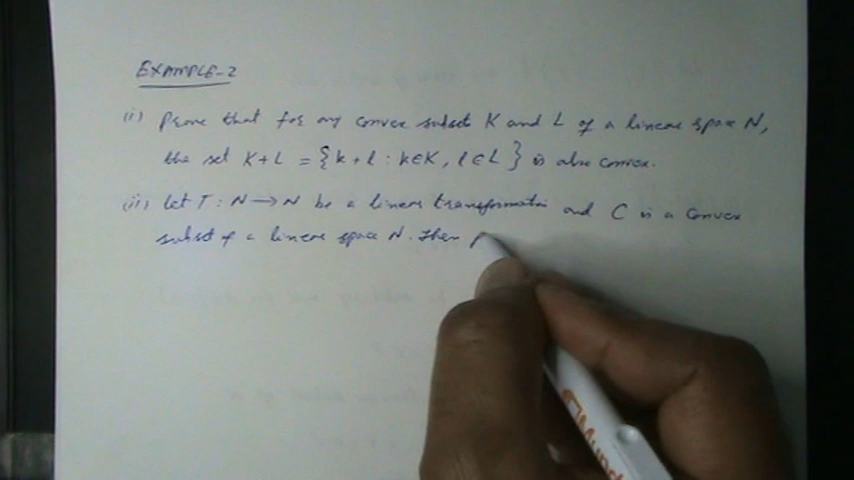 EXAMPLE-2
(i) Prove that for any convex subset K and L of a linear space N,
the set K+L = {k+l : k∈K, l∈L} is also convex.
(ii) Let T : N→N be a linear transformation and C is a convex
subset of a linear space N. Then